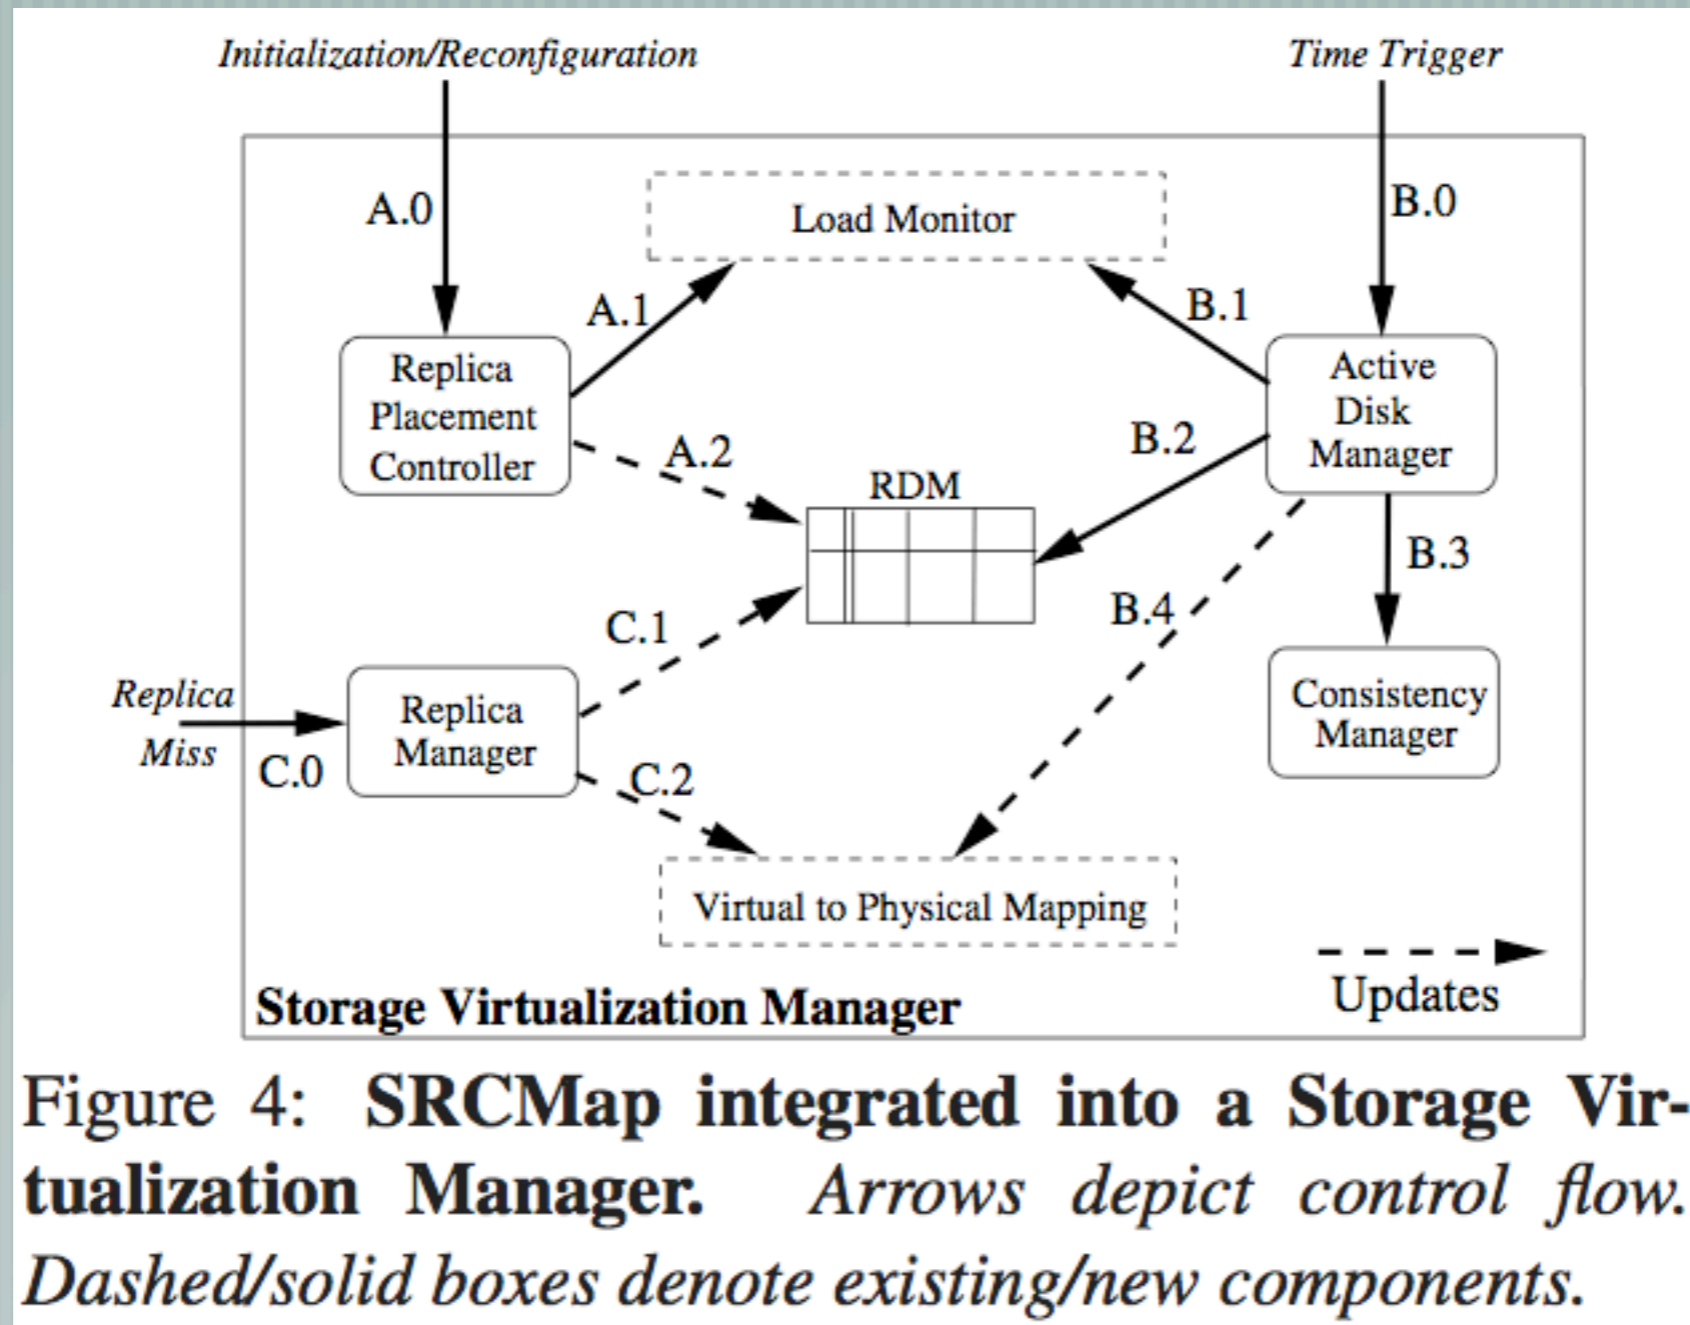 Initialization/Reconfiguration
Time Trigger
A.0
B.0
Load Monitor
A.1
B.1
Replica
Placement
Controller
Active
Disk
Manager
A.2
B.2
RDM
B.3
C.1
B.4
Replica
Miss
C.0
Replica
Manager
Consistency
Manager
C.2
Virtual to Physical Mapping
Updates
Storage Virtualization Manager
Figure 4: SRCMap integrated into a Storage Vir-
tualization Manager. Arrows depict control flow.
Dashed/solid boxes denote existing/new components.